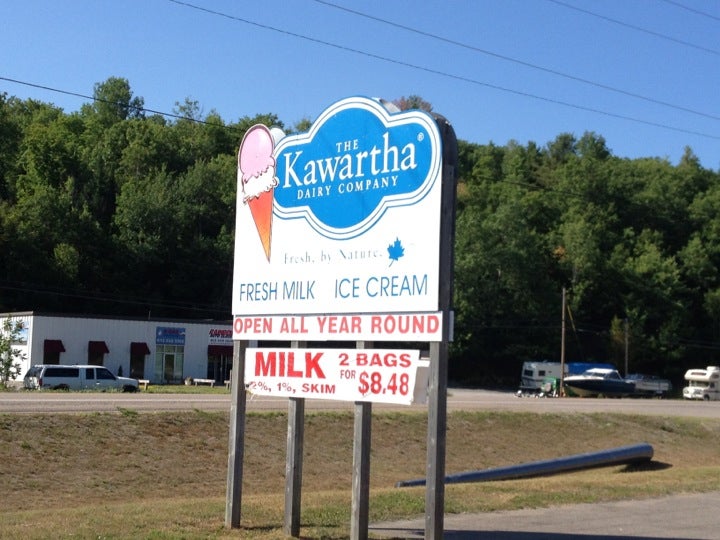 THE
Kawartha®
DAIRY COMPANY
Fresh, by Nature.
FRESH MILK ICE CREAM
OPEN ALL YEAR ROUND
MILK 2 BAGS FOR $8.48
2%, 1%, SKIM